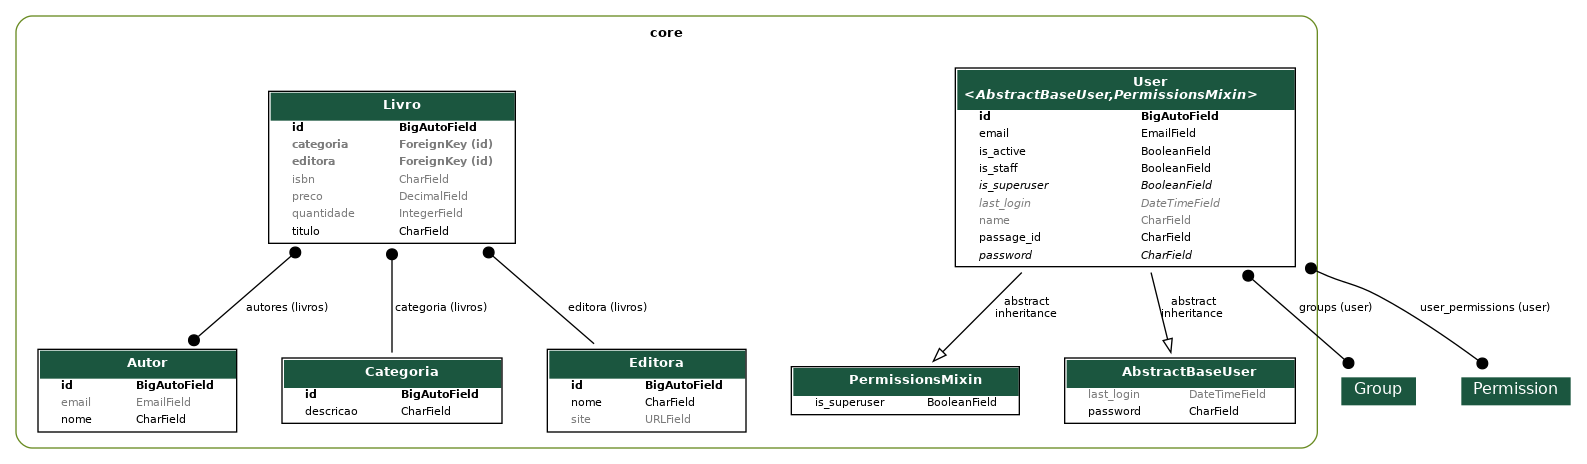 core
Livro
id BigAutoField
categoria ForeignKey (id)
editora ForeignKey (id)
isbn CharField
preco DecimalField
quantidade IntegerField
titulo CharField
User
<AbstractBaseUser,PermissionsMixin>
id BigAutoField
email EmailField
is_active BooleanField
is_staff BooleanField
is_superuser BooleanField
last_login DateTimeField
name CharField
passage_id CharField
password CharField
autores (livros)
categoria (livros)
editora (livros)
abstract
inheritance
abstract
inheritance
groups (user)
user_permissions (user)
Autor
id BigAutoField
email EmailField
nome CharField
Categoria
id BigAutoField
descricao CharField
Editora
id BigAutoField
nome CharField
site URLField
PermissionsMixin
is_superuser BooleanField
AbstractBaseUser
last_login DateTimeField
password CharField
Group
Permission